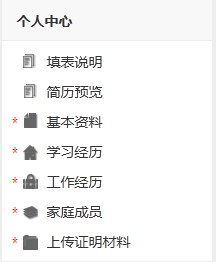 个人中心
填表说明
简历预览
* 基本资料
* 学习经历
* 工作经历
* 家庭成员
* 上传证明材料